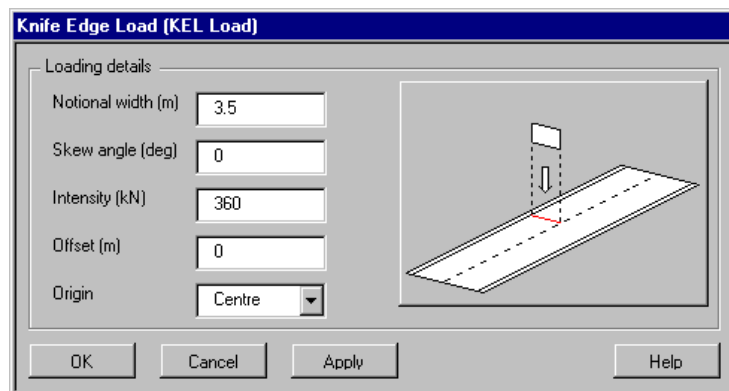 Knife Edge Load (KEL Load)
Loading details
Notional width (m) 3.5
Skew angle (deg) 0
Intensity (kN) 360
Offset (m) 0
Origin Centre
OK Cancel Apply Help